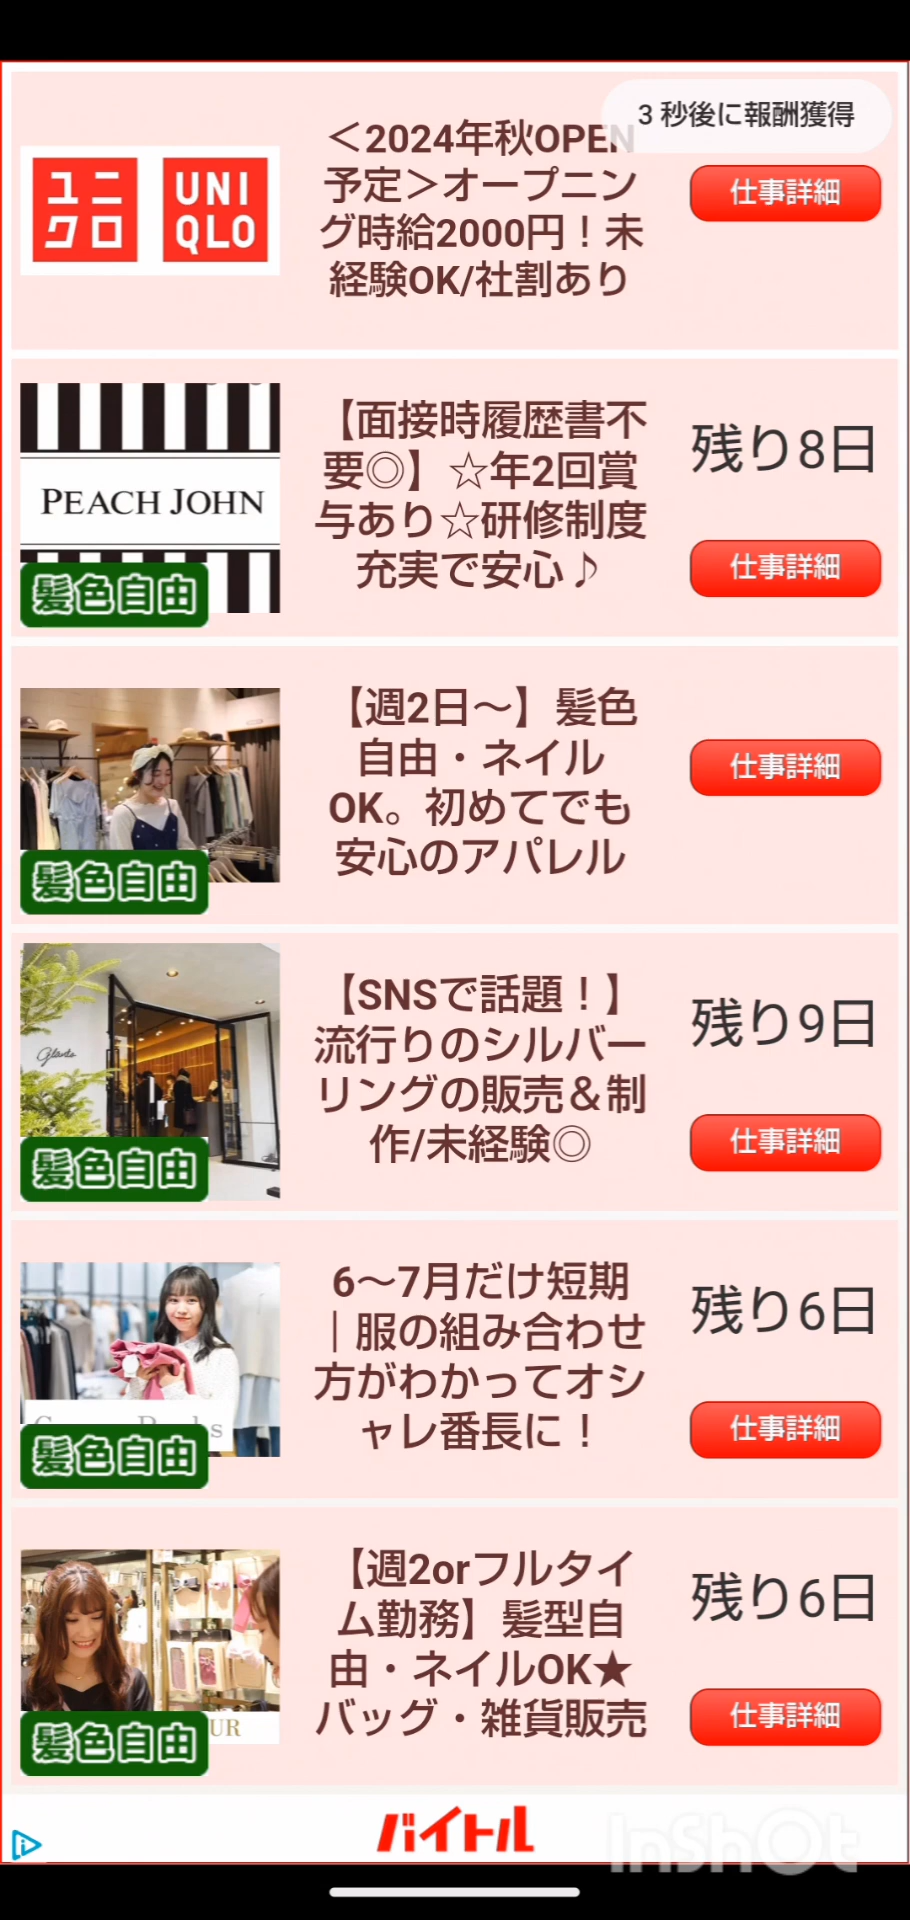 3 秒後に報酬獲得
ユニ
クロ
UNI
QLO
＜2024年秋OPEN
予定＞オープニン
グ時給2000円！未
経験OK/社割あり
仕事詳細
PEACH JOHN
髪色自由
【面接時履歴書不
要◎】☆年2回賞
与あり☆研修制度
充実で安心♪
残り8日
仕事詳細
髪色自由
【週2日～】髪色
自由・ネイル
OK。初めてでも
安心のアパレル
仕事詳細
髪色自由
【SNSで話題！】
流行りのシルバー
リングの販売＆制
作/未経験◎
残り9日
仕事詳細
髪色自由
6～7月だけ短期
｜服の組み合わせ
方がわかってオシ
ャレ番長に！
残り6日
仕事詳細
UR
髪色自由
【週2orフルタイ
ム勤務】髪型自
由・ネイルOK★
バッグ・雑貨販売
残り6日
仕事詳細
バイトル
InShOt